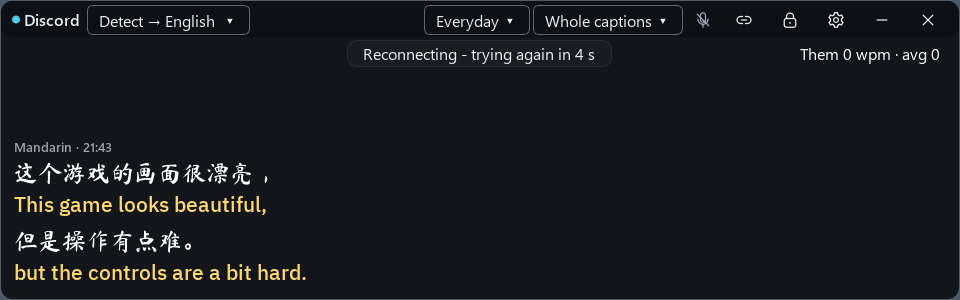 Discord Detect → English ▾ Everyday ▾ Whole captions ▾
Reconnecting - trying again in 4 s
Them 0 wpm · avg 0
Mandarin · 21:43
这个游戏的画面很漂亮，
This game looks beautiful,
但是操作有点难。
but the controls are a bit hard.